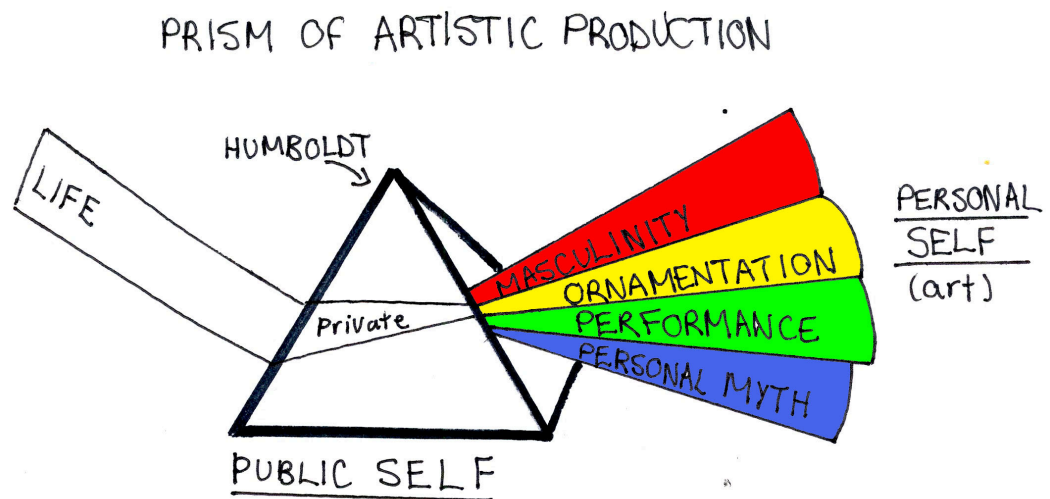 PRISM OF ARTISTIC PRODUCTION
HUMBOLDT
LIFE
Private
MASCULINITY
ORNAMENTATION
PERFORMANCE
PERSONAL MYTH
PERSONAL
SELF
(art)
PUBLIC SELF